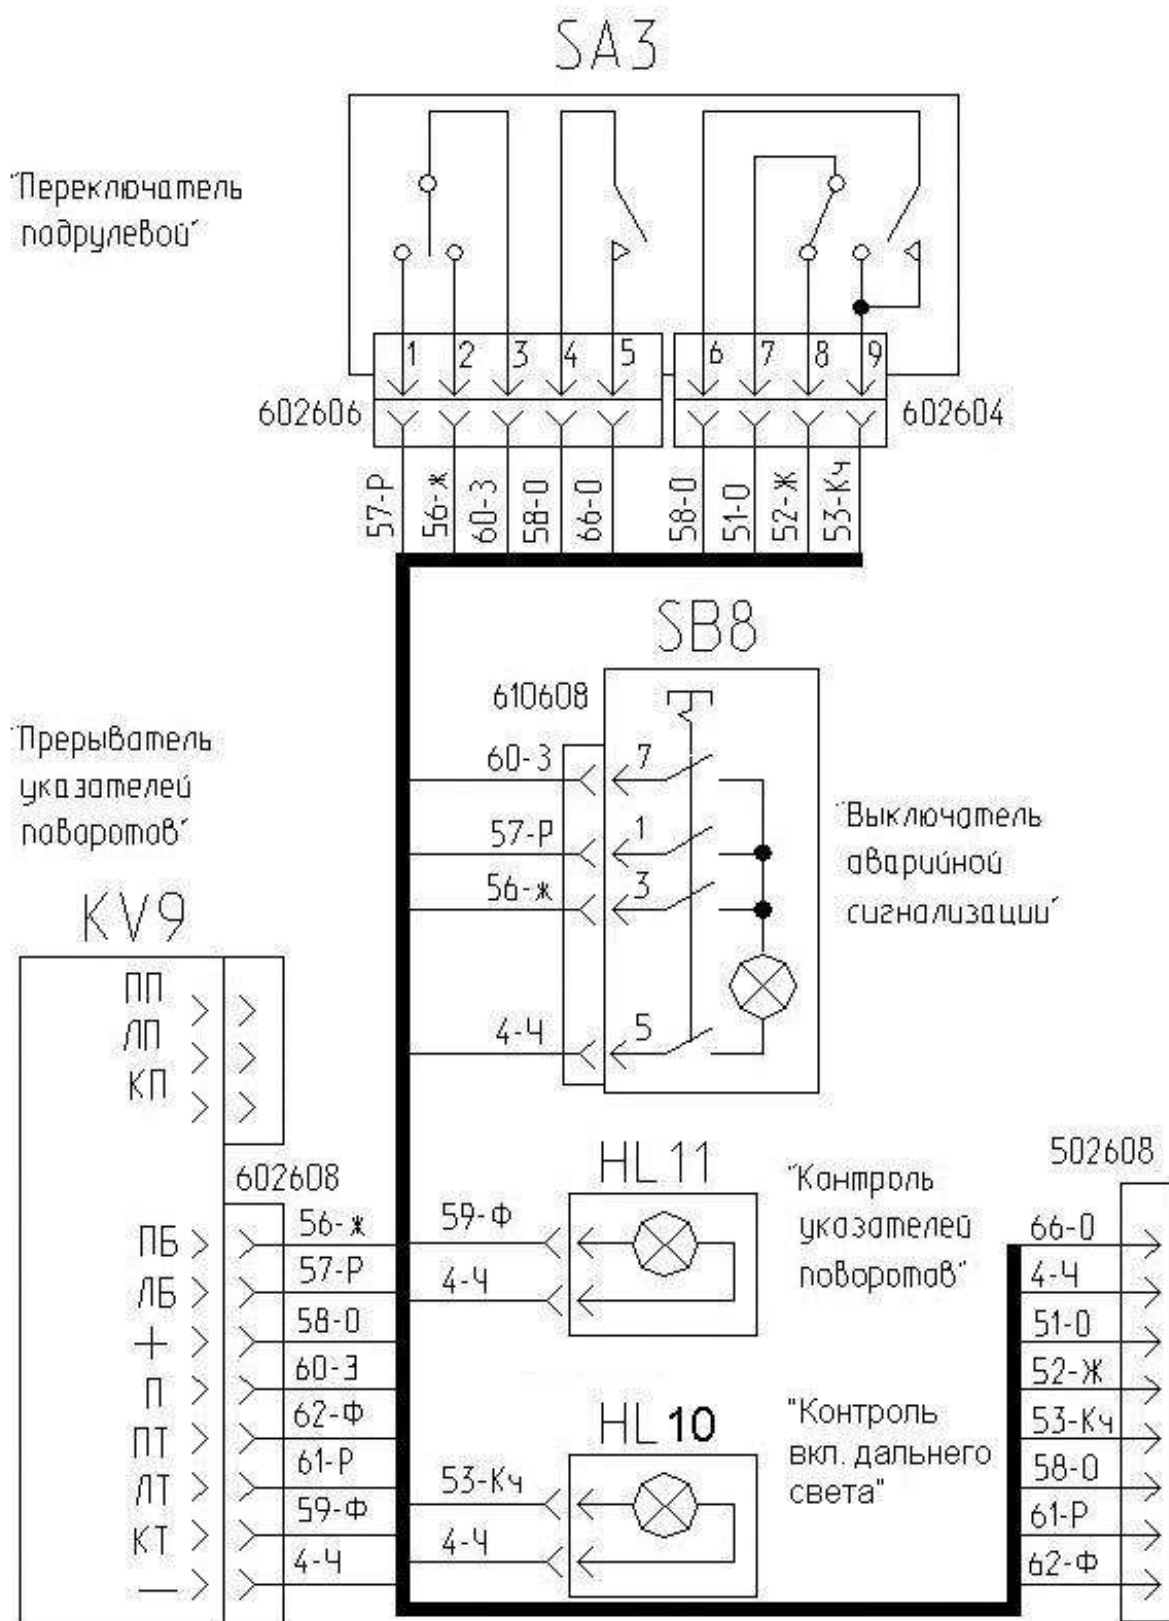 SA3
"Переключатель
подрулевой"
1 2 3 4 5 6 7 8 9
602606
602604
57-Р
56-ж
60-З
58-О
66-О
58-О
51-О
52-Ж
53-Кч
SB8
610608
60-З
7
57-Р
1
56-ж
3
4-Ч
5
"Выключатель
аварийной
сигнализации"
"Прерыватель
указателей
поваротав"
KV9
ПП
ЛП
КП
602608
ПБ
56-ж
ЛБ
57-Р
+
58-О
П
60-З
ПТ
62-Ф
ЛТ
61-Р
КТ
59-Ф
—
4-Ч
HL11
59-Ф
4-Ч
"Кантроль
указателей
поворотав"
HL10
53-Кч
4-Ч
"Контроль
вкл. дальнего
света"
502608
66-О
4-Ч
51-О
52-Ж
53-Кч
58-О
61-Р
62-Ф